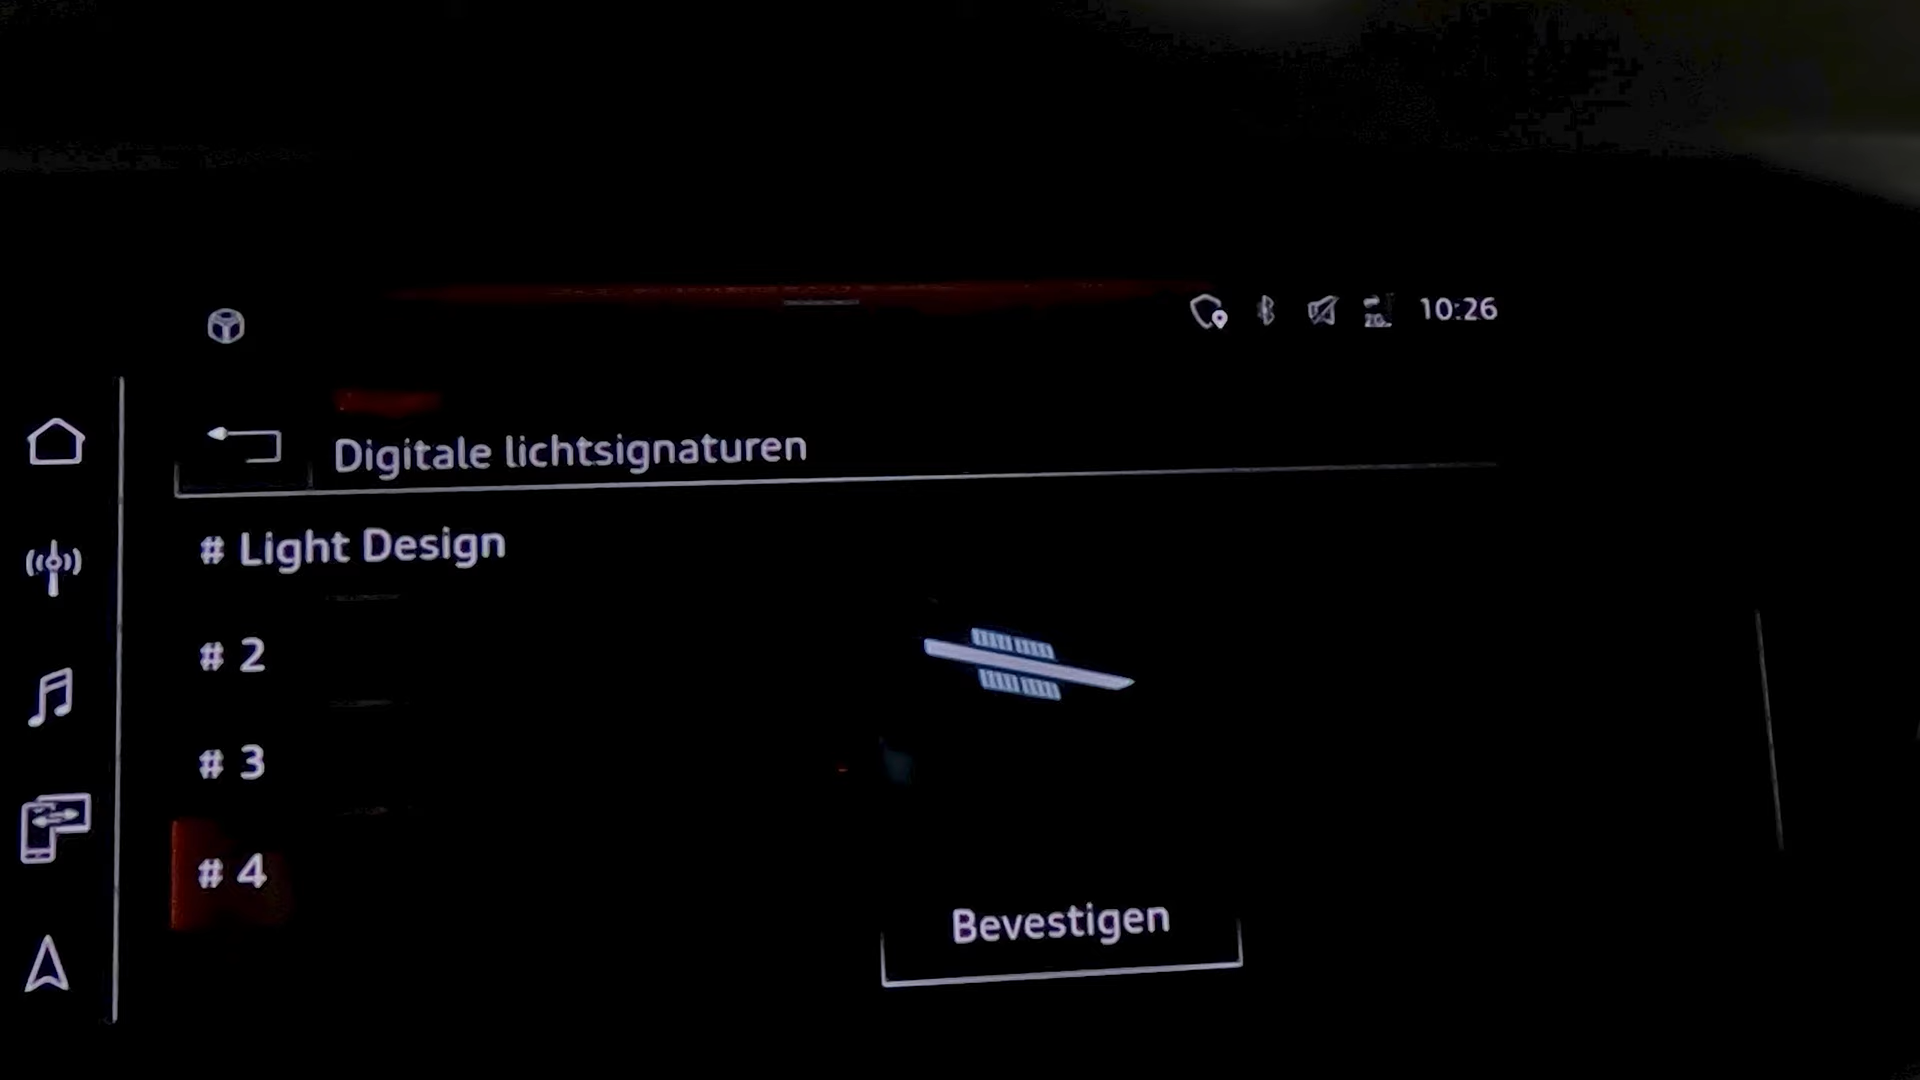 10:26
Digitale lichtsignaturen
# Light Design
# 2
# 3
# 4
Bevestigen